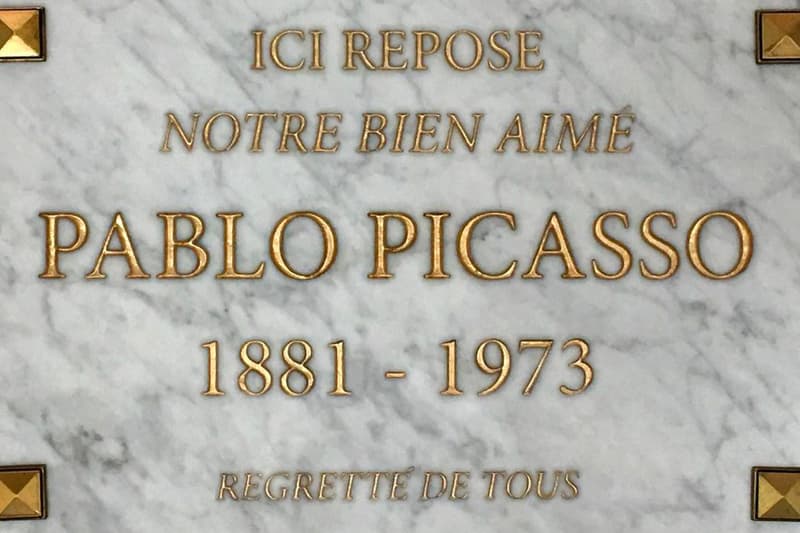 ICI REPOSE
NOTRE BIEN AIMÉ
PABLO PICASSO
1881 - 1973
REGRETTÉ DE TOUS